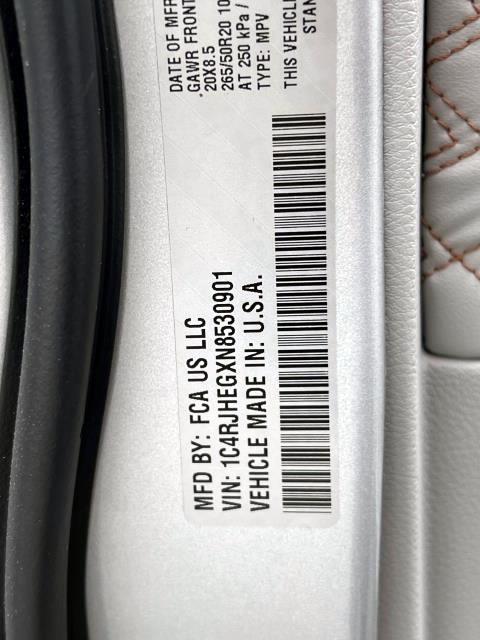 MFD BY: FCA US LLC
DATE OF MFR
VIN: 1C4RJHEGXN8530901
GAWR FRONT
VEHICLE MADE IN: U.S.A.
20X8.5
265/50R20 10
AT 250 kPa /
TYPE: MPV
THIS VEHICLE
STAN